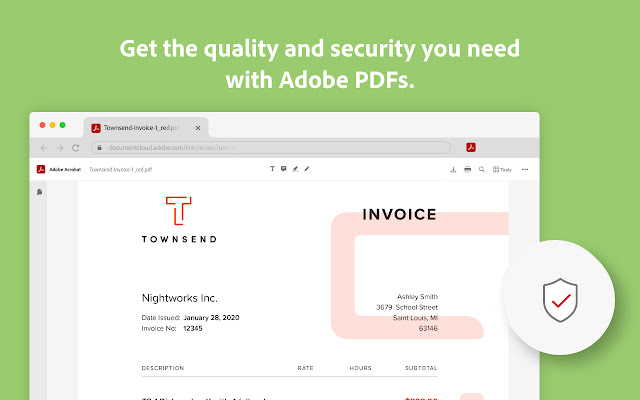 Get the quality and security you need
with Adobe PDFs.
Townsend-Invoice-1_red.pdf
documentcloud.adobe.com/link/review?uri=
Adobe Acrobat Townsend-Invoice-1_red.pdf T Tools
TOWNSEND
INVOICE
Nightworks Inc.
Date Issued: January 28, 2020
Invoice No: 12345
Ashley Smith
3679 School Street
Saint Louis, MI
63146
DESCRIPTION RATE HOURS SUBTOTAL